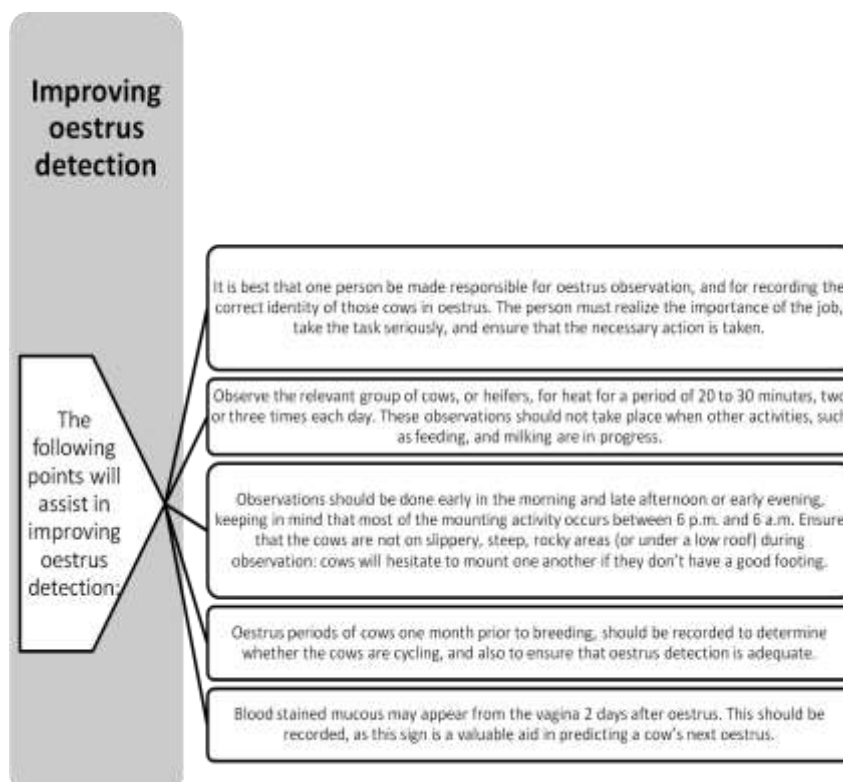 Improving
oestrus
detection
The
following
points will
assist in
improving
oestrus
detection:
It is best that one person be made responsible for oestrus observation, and for recording the
correct identity of those cows in oestrus. The person must realize the importance of the job,
take the task seriously, and ensure that the necessary action is taken.
Observe the relevant group of cows, or heifers, for heat for a period of 20 to 30 minutes, two
or three times each day. These observations should not take place when other activities, such
as feeding, and milking are in progress.
Observations should be done early in the morning and late afternoon or early evening,
keeping in mind that most of the mounting activity occurs between 6 p.m. and 6 a.m. Ensure
that the cows are not on slippery, steep, rocky areas (or under a low roof) during
observation: cows will hesitate to mount one another if they don't have a good footing.
Oestrus periods of cows one month prior to breeding, should be recorded to determine
whether the cows are cycling, and also to ensure that oestrus detection is adequate.
Blood stained mucous may appear from the vagina 2 days after oestrus. This should be
recorded, as this sign is a valuable aid in predicting a cow's next oestrus.